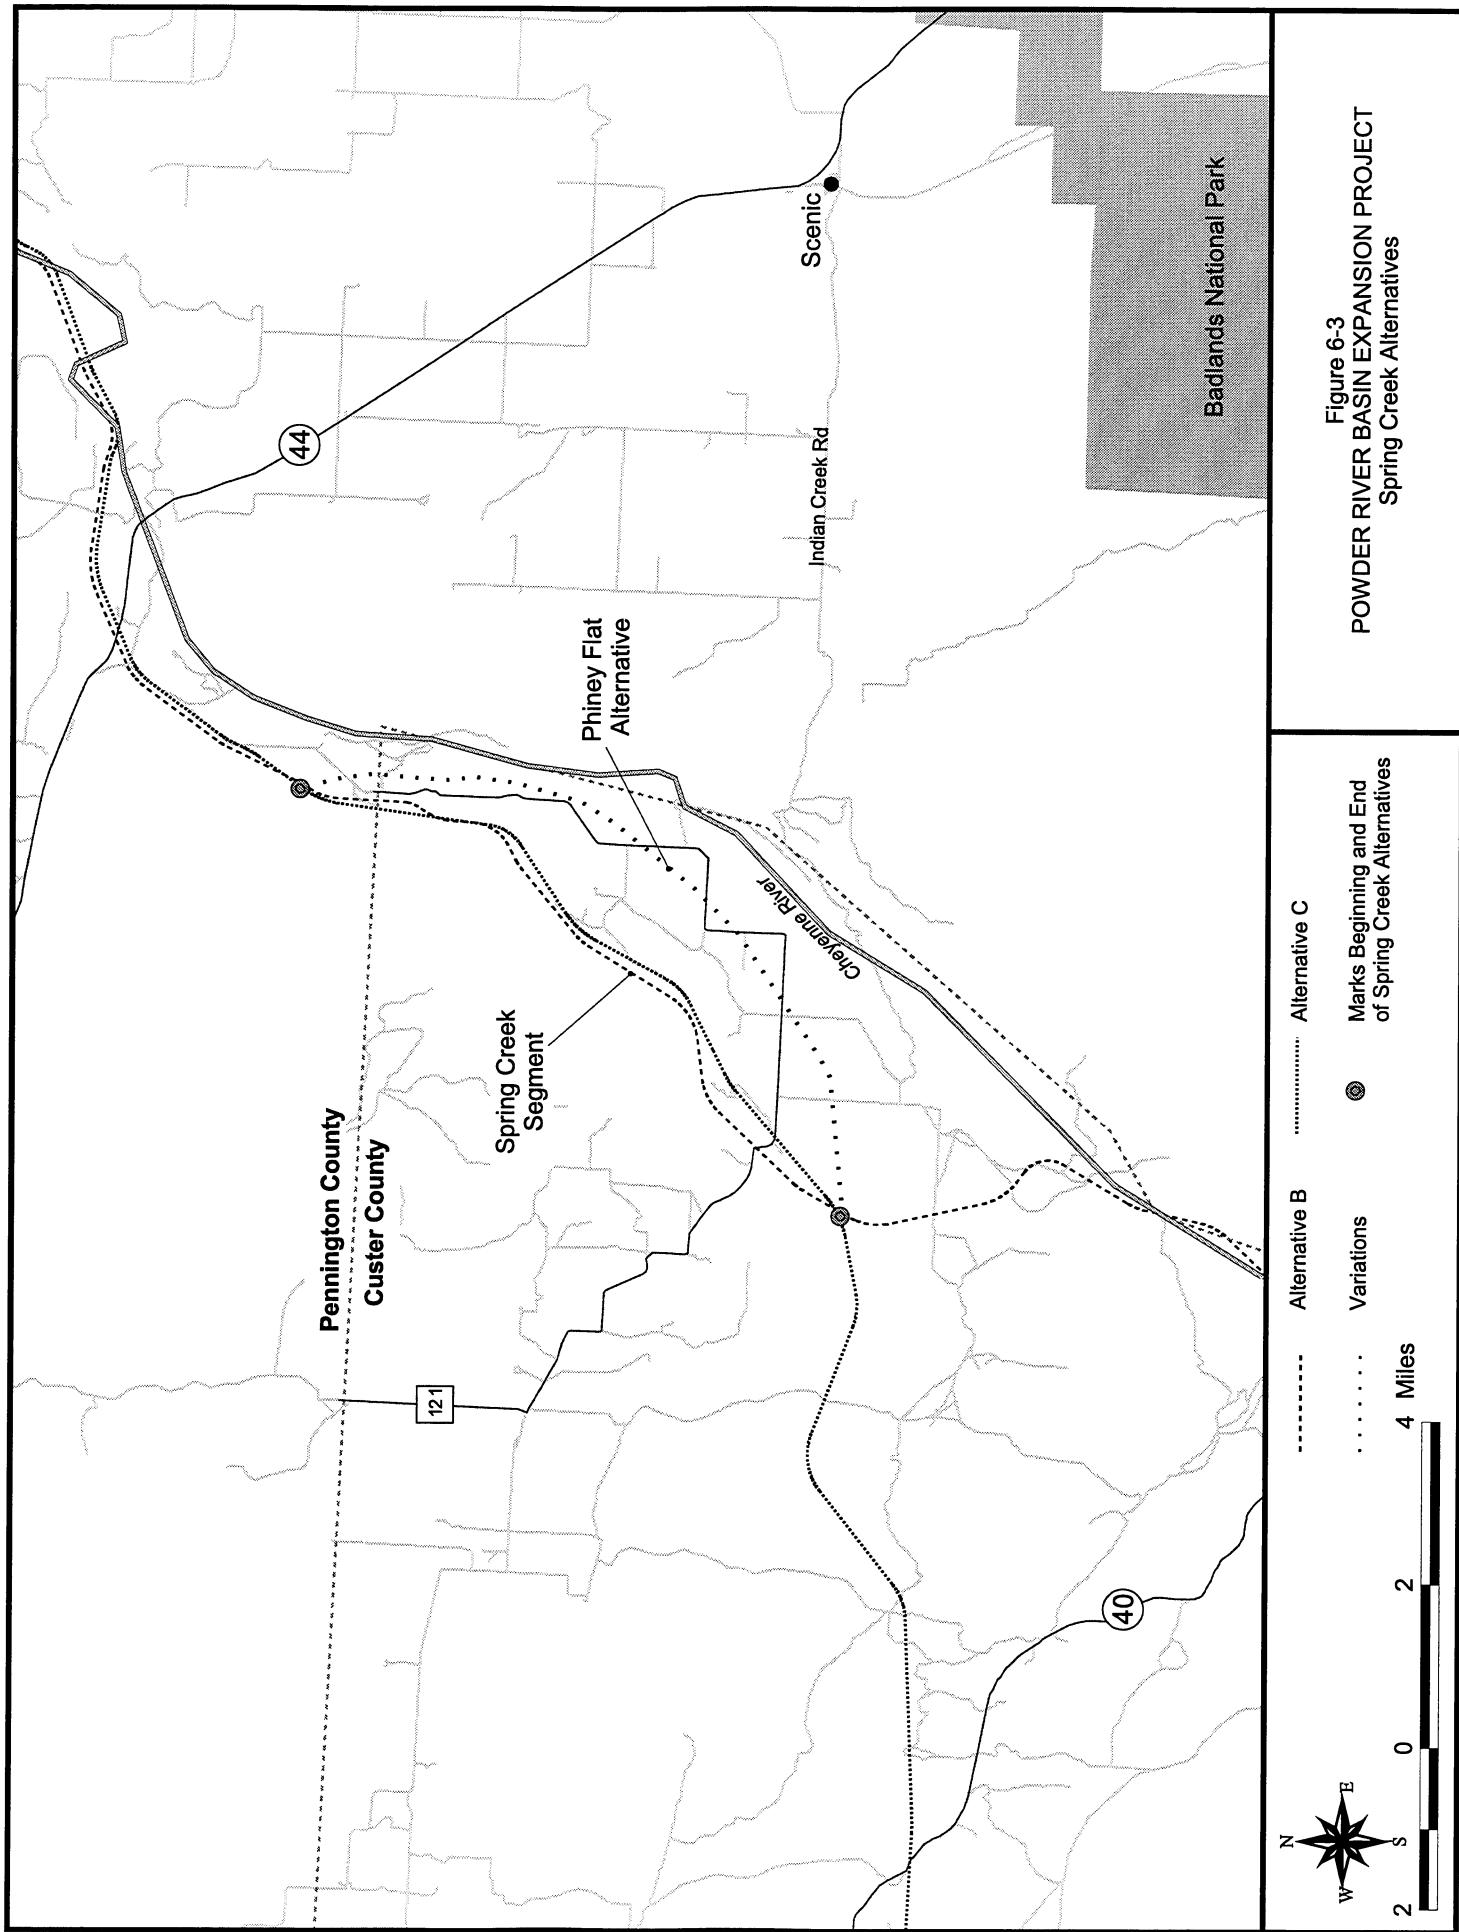 Pennington County
Custer County
121
Spring Creek
Segment
Phiney Flat
Alternative
44
Scenic
Indian Creek Rd
Cheyenne River
Badlands National Park
40
N
W
E
S
2
0
2
4
Miles
Alternative B
Alternative C
Variations
Marks Beginning and End
of Spring Creek Alternatives
Figure 6-3
POWDER RIVER BASIN EXPANSION PROJECT
Spring Creek Alternatives